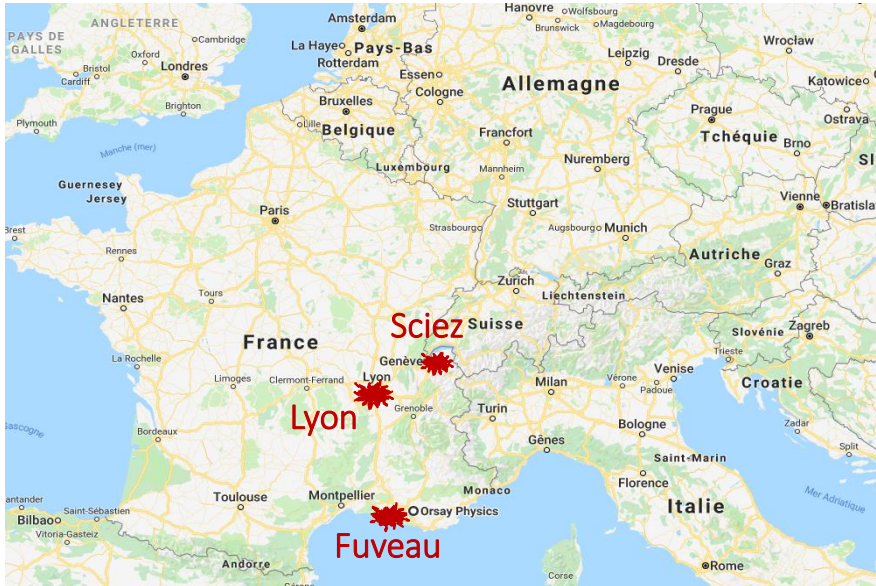 Hanovre
Wolfsburg
Amsterdam
ANGLETERRE
Cambridge
Brunswick
Magdebourg
PAYS DE
GALLES
La Haye
Pays-Bas
Oxford
Rotterdam
Leipzig
Wrocław
Bristol
Londres
Essen
Dresde
Cardiff
Cologne
Allemagne
Katowice
Bruxelles
Brighton
Prague
Ostrava
Plymouth
Lille
Belgique
Francfort
Tchéquie
Brno
Manche (mer)
Luxembourg
Mannheim
Nuremberg
Guernesey
Jersey
Vienne
Stuttgart
Paris
Brest
Strasbourg
Augsbourg
Munich
Rennes
Autriche
Graz
Zurich
Liechtenstein
Nantes
Tours
Sciez
Suisse
Slovénie
Zagreb
France
Trieste
La Rochelle
Genève
Venise
Limoges
Clermont-Ferrand
Lyon
Milan
Vérone
Padoue
Croatie
Lyon
Grenoble
Turin
Bologne
Zadar
Gascogne
Bordeaux
Gênes
Saint-Marin
Split
Florence
Monaco
Mer Adriatique
Toulouse
Montpellier
Orsay Physics
Italie
Saint-Sébastien
Bilbao
Vitoria-Gasteiz
Fuveau
Andorre
Corse
Rome